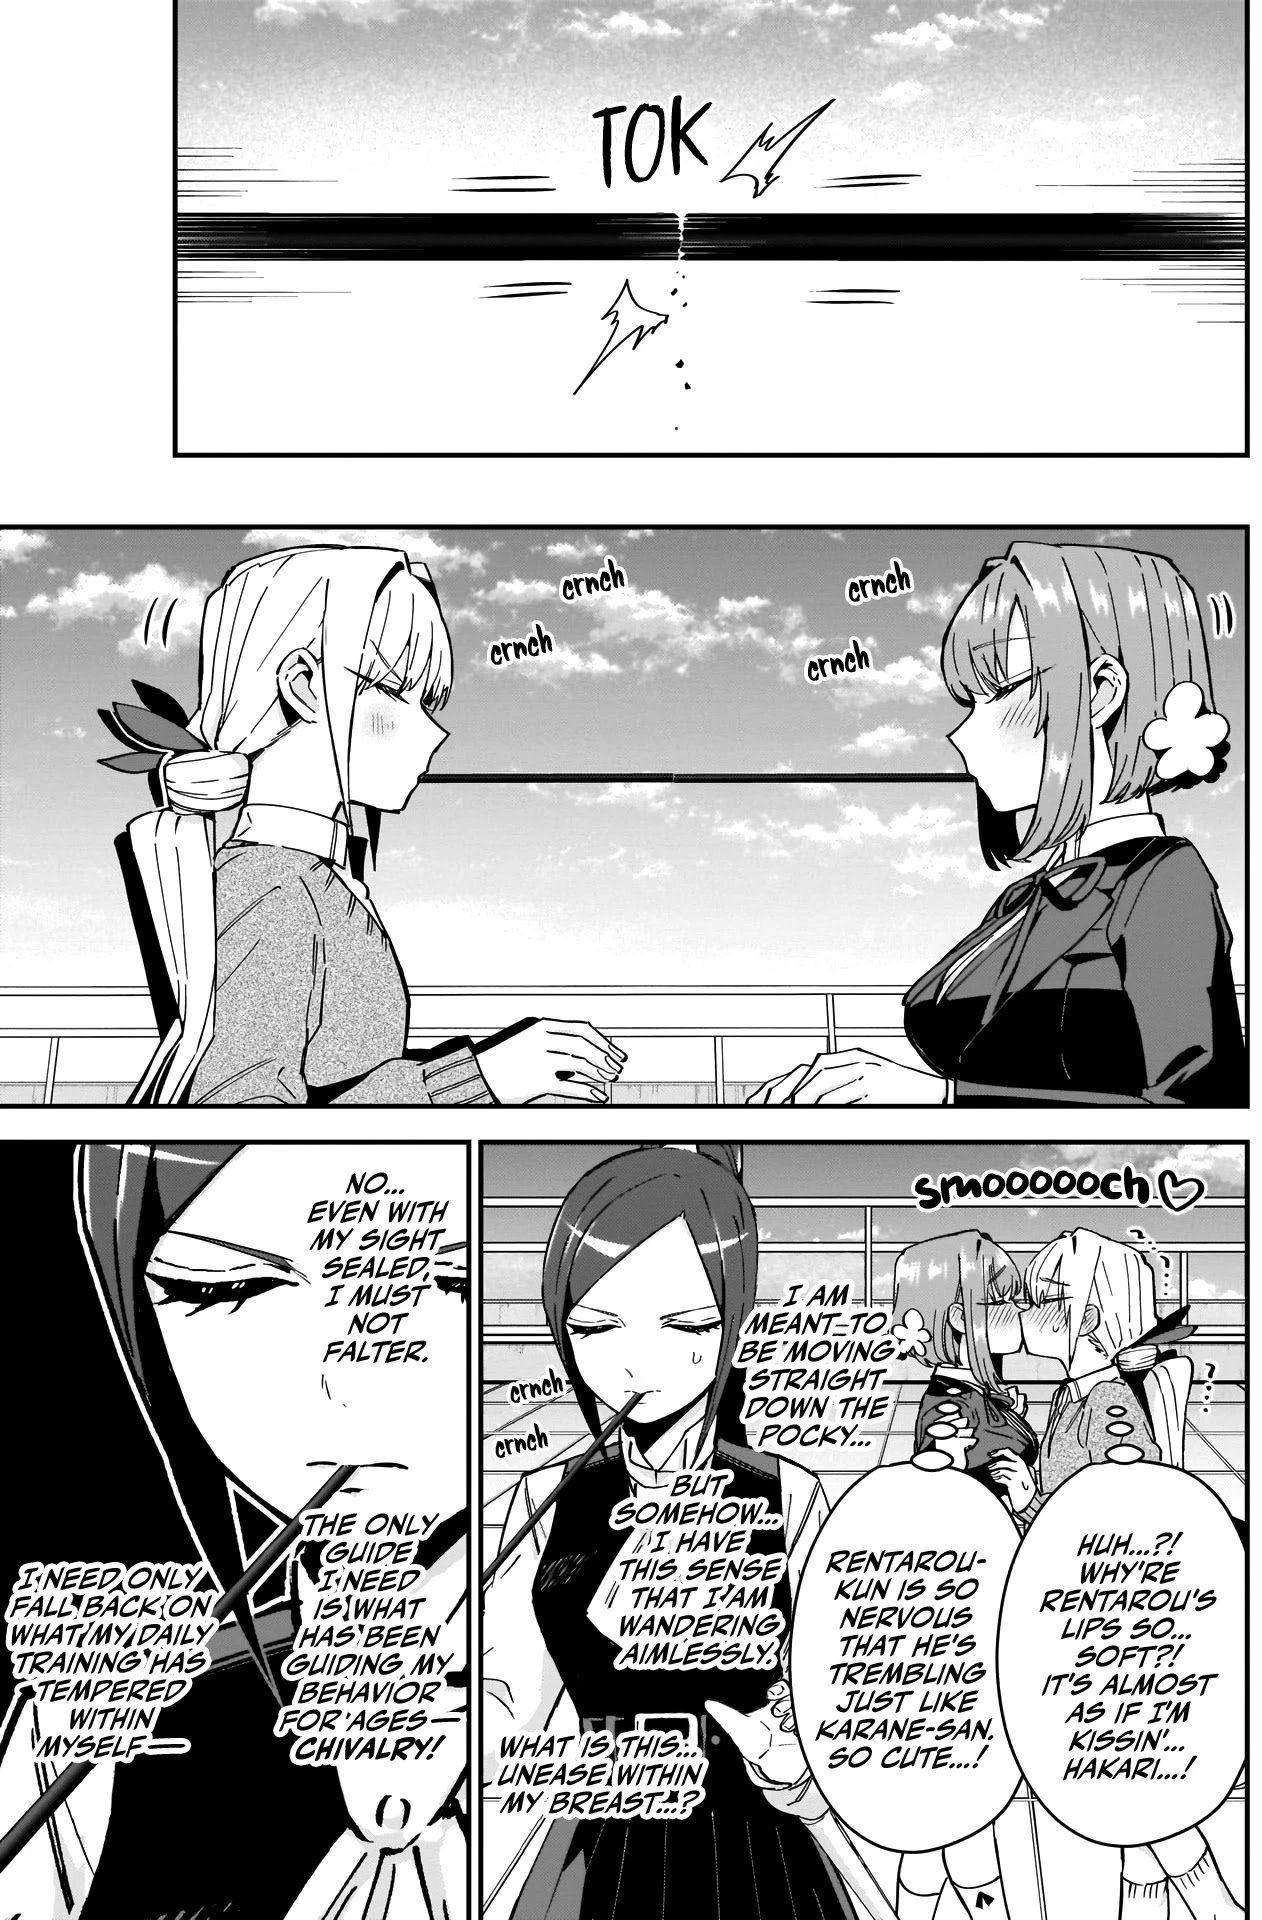 TOK
crnch
crnch
crnch
crnch
smoooooch♡
HUH...?!
WHY'RE
RENTAROU'S
LIPS SO...
SOFT?!
IT'S ALMOST
AS IF I'M
KISSIN'...
HAKARI...!
RENTAROU-
KUN IS SO
NERVOUS
THAT HE'S
TREMBLING
JUST LIKE
KARANE-SAN.
SO CUTE...!
I AM
MEANT TO
BE MOVING
STRAIGHT
DOWN THE
POCKY...
BUT
SOMEHOW...
I HAVE
THIS SENSE
THAT I AM
WANDERING
AIMLESSLY.
crnch
crnch
WHAT IS THIS...
UNEASE WITHIN
MY BREAST...?
NO...
EVEN WITH
MY SIGHT
SEALED,
I MUST
NOT
FALTER.
THE ONLY
GUIDE
I NEED
IS WHAT
HAS BEEN
GUIDING MY
BEHAVIOR
FOR AGES—
CHIVALRY!
I NEED ONLY
FALL BACK ON
WHAT MY DAILY
TRAINING HAS
TEMPERED
WITHIN
MYSELF—